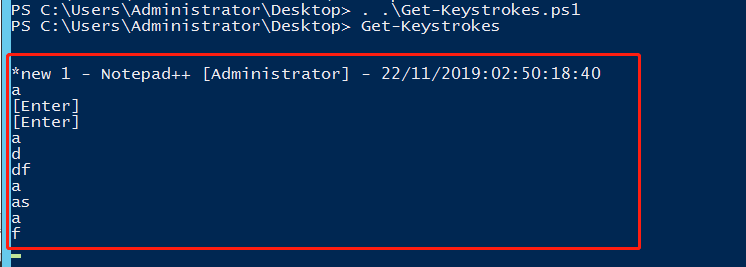 PS C:\Users\Administrator\Desktop> . .\Get-Keystrokes.ps1
PS C:\Users\Administrator\Desktop> Get-Keystrokes
*new 1 - Notepad++ [Administrator] - 22/11/2019:02:50:18:40
a
[Enter]
[Enter]
a
d
df
a
as
a
f